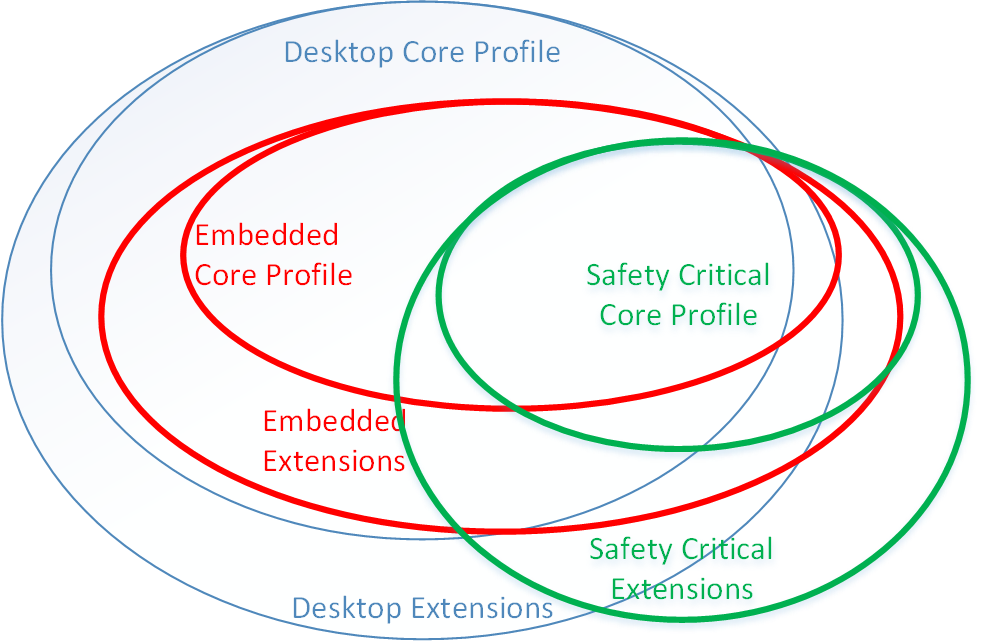 Desktop Core Profile
Embedded
Core Profile
Safety Critical
Core Profile
Embedded
Extensions
Safety Critical
Extensions
Desktop Extensions